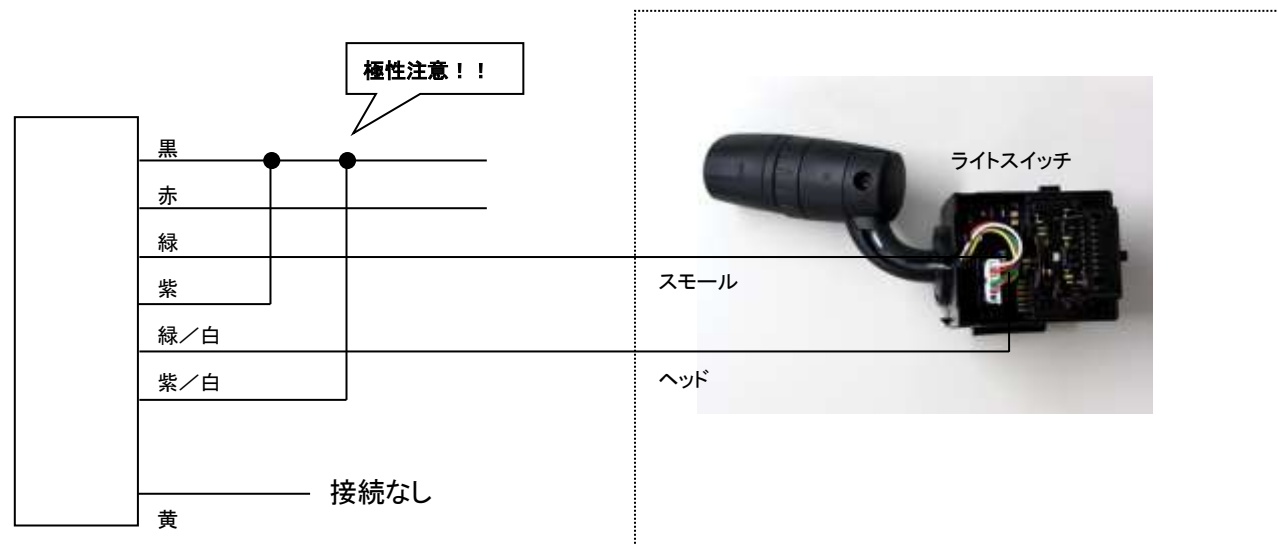 極性注意！！
黒
ライトスイッチ
赤
緑
スモール
紫
緑／白
ヘッド
紫／白
接続なし
黄